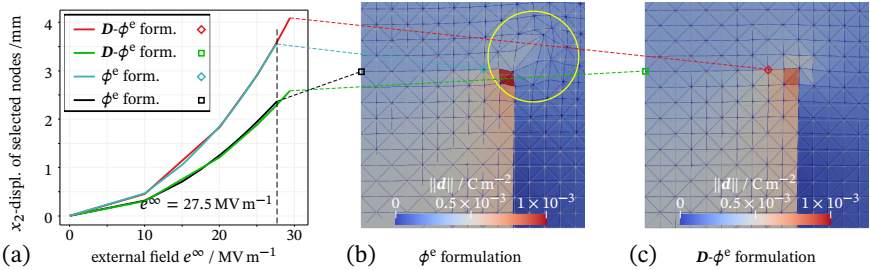 4
3
2
1
0
x₂-displ. of selected nodes /mm
D-ϕᵉ form.
D-ϕᵉ form.
ϕᵉ form.
ϕᵉ form.
e^∞ = 27.5 MV m⁻¹
0 10 20 30
external field e^∞ / MV m⁻¹
(a)
‖d‖ / C m⁻²
0 0.5×10⁻³ 1×10⁻³
(b) ϕᵉ formulation
‖d‖ / C m⁻²
0 0.5×10⁻³ 1×10⁻³
(c) D-ϕᵉ formulation